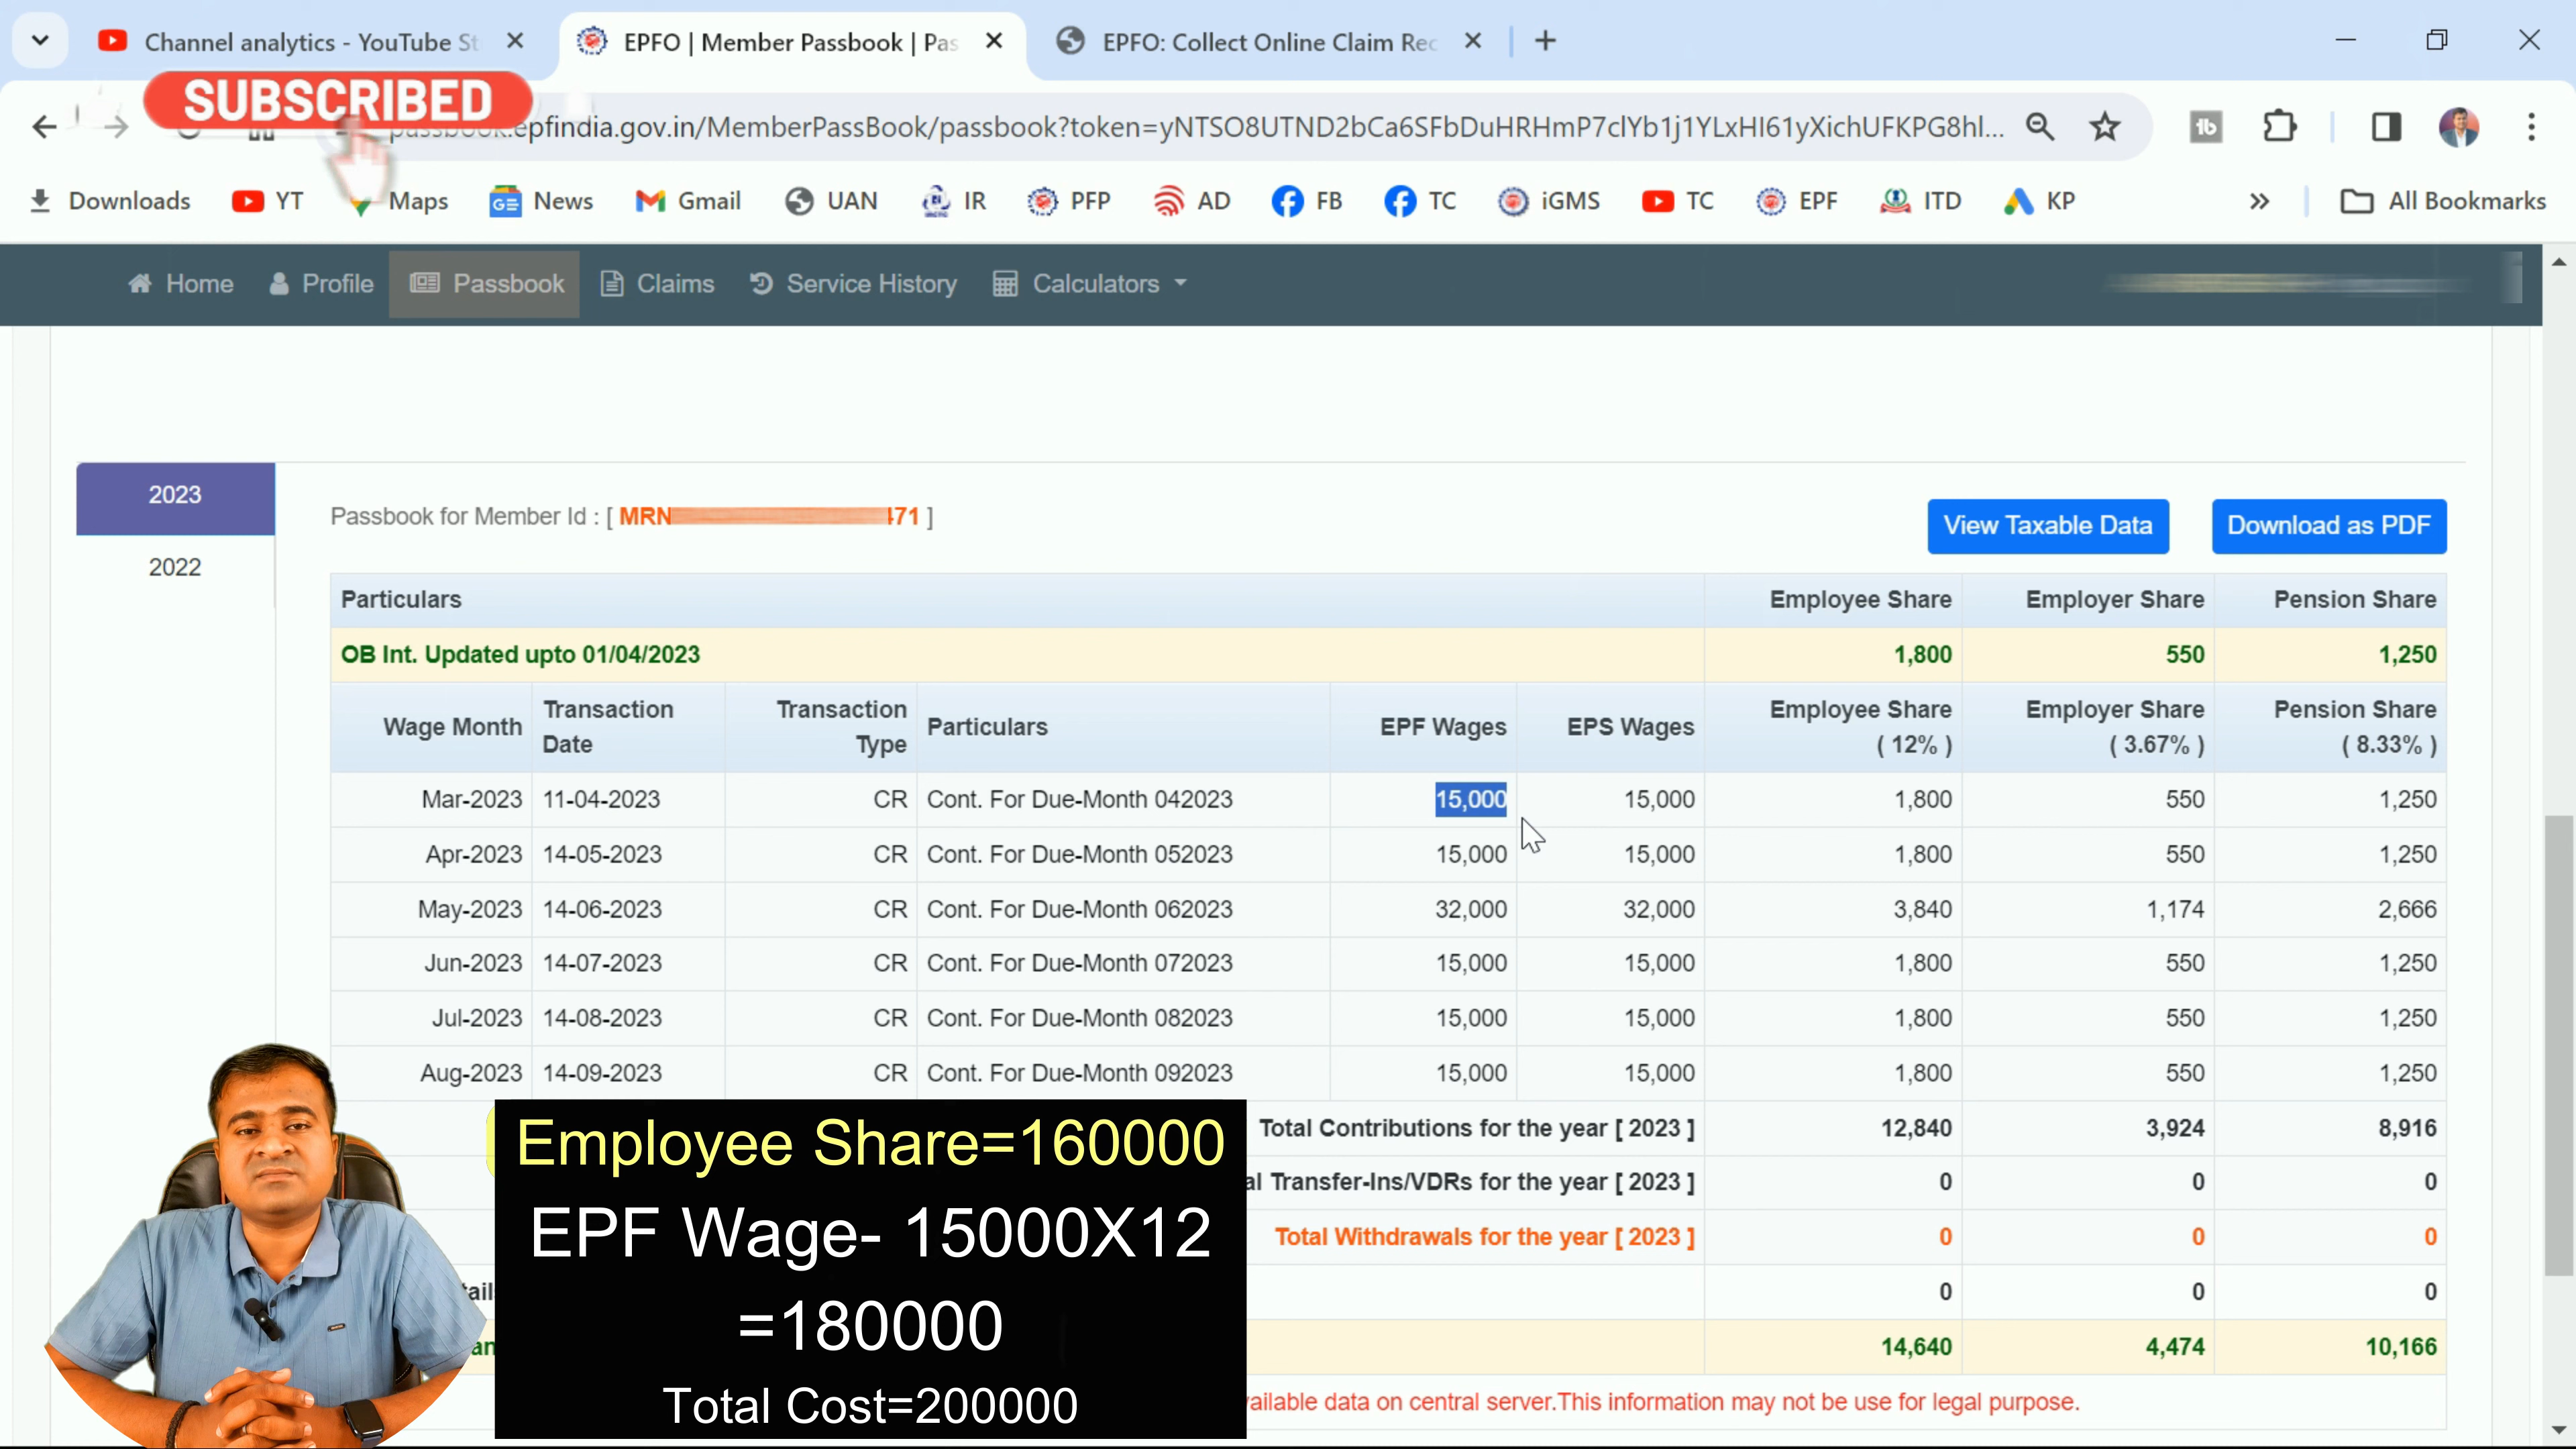 Channel analytics - YouTube St
EPFO | Member Passbook | Pas
EPFO: Collect Online Claim Rec
SUBSCRIBED
passbook.epfindia.gov.in/MemberPassBook/passbook?token=yNTSO8UTND2bCa6SFbDuHRHmP7clYb1j1YLxHI61yXichUFKPG8hl...
Downloads YT Maps News Gmail UAN IR PFP AD FB TC iGMS TC EPF ITD KP » All Bookmarks
Home Profile Passbook Claims Service History Calculators
2023
2022
Passbook for Member Id : [ MRN 471 ]
View Taxable Data Download as PDF
Particulars Employee Share Employer Share Pension Share
OB Int. Updated upto 01/04/2023 1,800 550 1,250
Wage Month Transaction Date Transaction Type Particulars EPF Wages EPS Wages Employee Share ( 12% ) Employer Share ( 3.67% ) Pension Share ( 8.33% )
Mar-2023 11-04-2023 CR Cont. For Due-Month 042023 15,000 15,000 1,800 550 1,250
Apr-2023 14-05-2023 CR Cont. For Due-Month 052023 15,000 15,000 1,800 550 1,250
May-2023 14-06-2023 CR Cont. For Due-Month 062023 32,000 32,000 3,840 1,174 2,666
Jun-2023 14-07-2023 CR Cont. For Due-Month 072023 15,000 15,000 1,800 550 1,250
Jul-2023 14-08-2023 CR Cont. For Due-Month 082023 15,000 15,000 1,800 550 1,250
Aug-2023 14-09-2023 CR Cont. For Due-Month 092023 15,000 15,000 1,800 550 1,250
Total Contributions for the year [ 2023 ] 12,840 3,924 8,916
al Transfer-Ins/VDRs for the year [ 2023 ] 0 0 0
Total Withdrawals for the year [ 2023 ] 0 0 0
0 0 0
14,640 4,474 10,166
vailable data on central server.This information may not be use for legal purpose.
Employee Share=160000
EPF Wage- 15000X12
=180000
Total Cost=200000